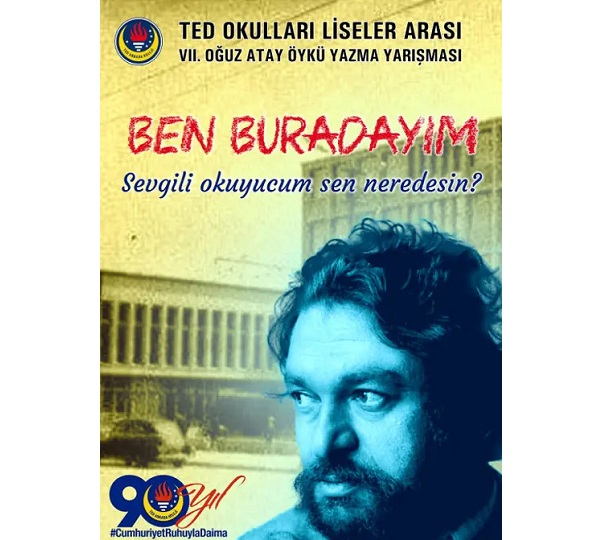 TED OKULLARI LİSELER ARASI
VII. OĞUZ ATAY ÖYKÜ YAZMA YARIŞMASI
BEN BURADAYIM
Sevgili okuyucum sen neredesin?
90. Yıl
#CumhuriyetRuhuylaDaima